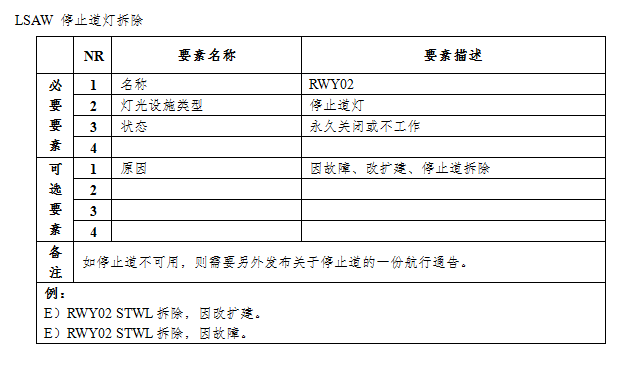 LSAW 停止道灯拆除
NR 要素名称 要素描述
必要要素
1 名称 RWY02
2 灯光设施类型 停止道灯
3 状态 永久关闭或不工作
4
可选要素
1 原因 因故障、改扩建、停止道拆除
2
3
4
备注 如停止道不可用，则需要另外发布关于停止道的一份航行通告。
例：
E）RWY02 STWL 拆除，因改扩建。
E）RWY02 STWL 拆除，因故障。